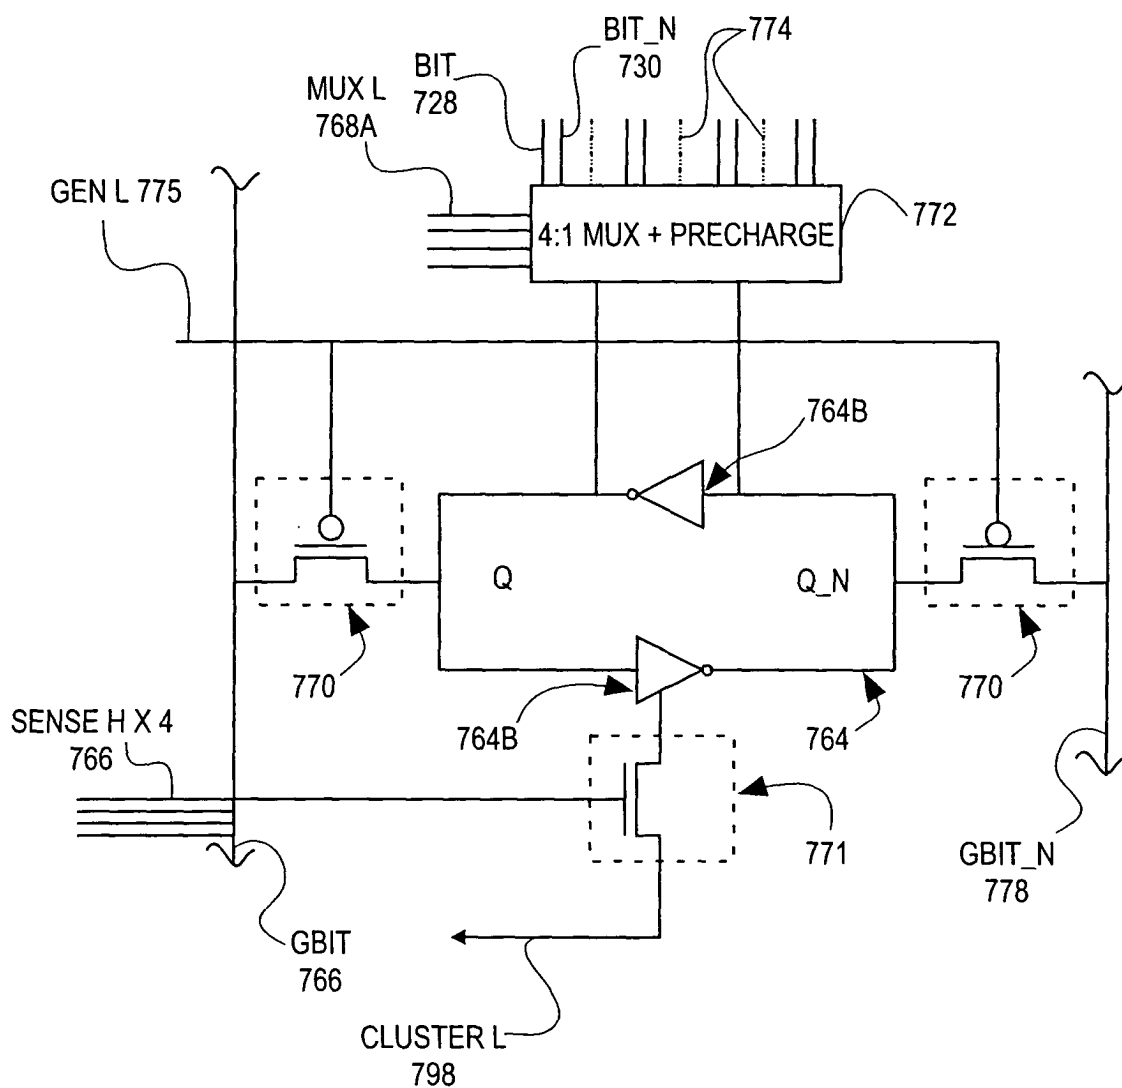 BIT_N
730
774
BIT
728
MUX L
768A
GEN L 775
772
4:1 MUX + PRECHARGE
764B
Q
Q_N
770
764B
764
770
SENSE H X 4
766
771
GBIT_N
778
GBIT
766
CLUSTER L
798